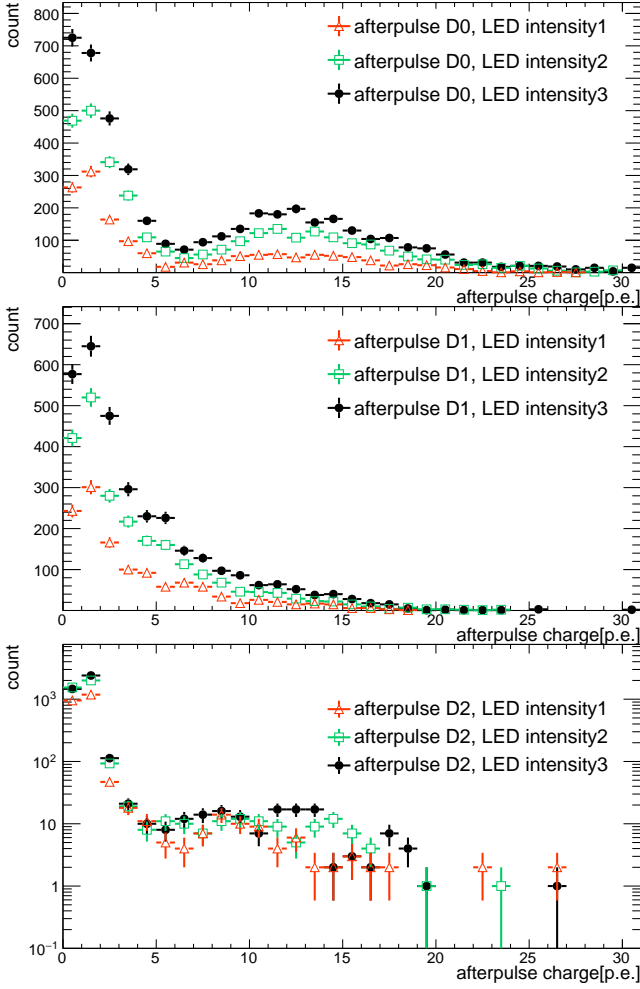 count
800
700
600
500
400
300
200
100
afterpulse D0, LED intensity1
afterpulse D0, LED intensity2
afterpulse D0, LED intensity3
0 5 10 15 20 25 30
afterpulse charge[p.e.]
count
700
600
500
400
300
200
100
afterpulse D1, LED intensity1
afterpulse D1, LED intensity2
afterpulse D1, LED intensity3
0 5 10 15 20 25 30
afterpulse charge[p.e.]
count
10³
10²
10
1
10⁻¹
afterpulse D2, LED intensity1
afterpulse D2, LED intensity2
afterpulse D2, LED intensity3
0 5 10 15 20 25 30
afterpulse charge[p.e.]